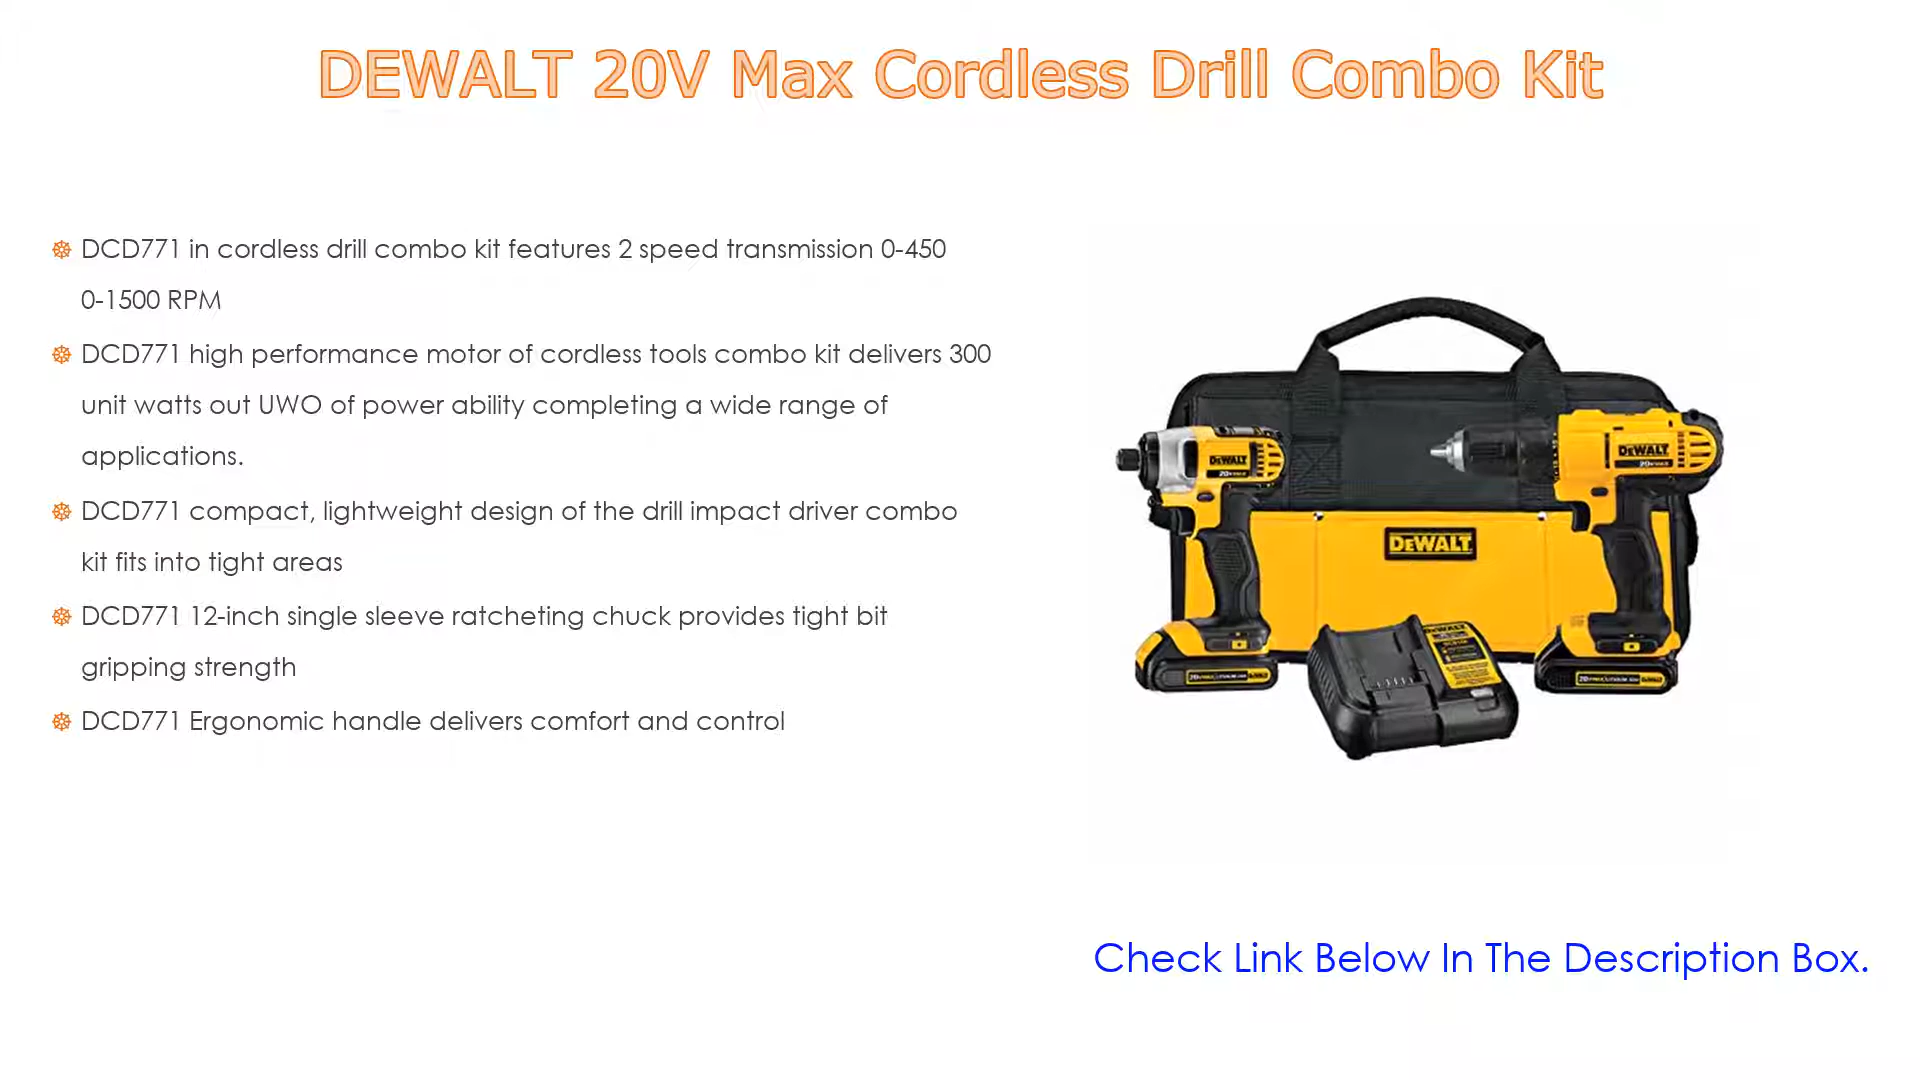 DEWALT 20V Max Cordless Drill Combo Kit
DCD771 in cordless drill combo kit features 2 speed transmission 0-450
0-1500 RPM
DCD771 high performance motor of cordless tools combo kit delivers 300
unit watts out UWO of power ability completing a wide range of
applications.
DCD771 compact, lightweight design of the drill impact driver combo
kit fits into tight areas
DCD771 12-inch single sleeve ratcheting chuck provides tight bit
gripping strength
DCD771 Ergonomic handle delivers comfort and control
DEWALT
DEWALT
DEWALT
DEWALT
Check Link Below In The Description Box.